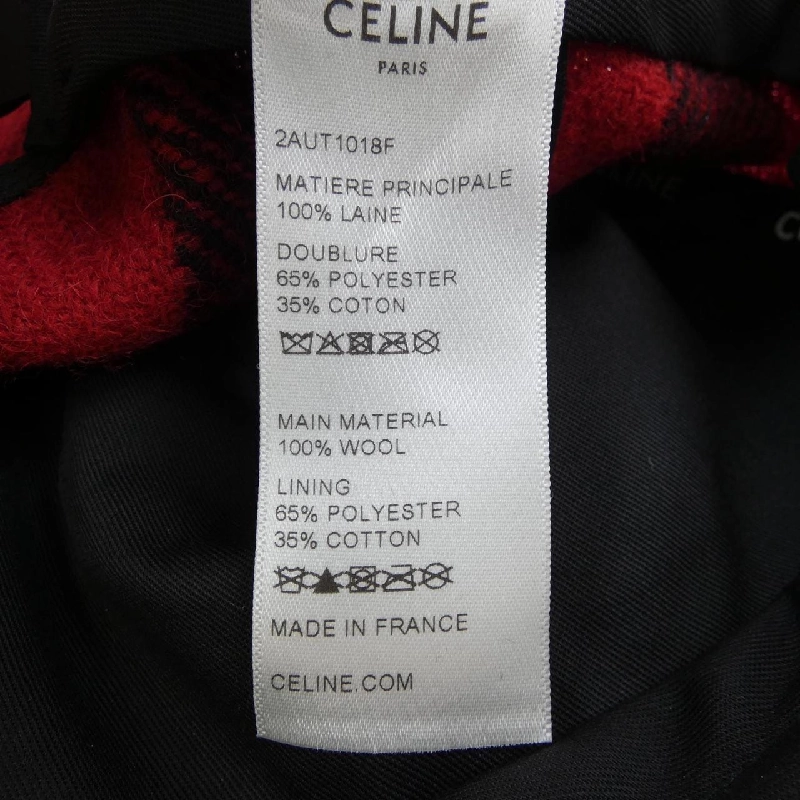 CELINE
PARIS
2AUT1018F
MATIERE PRINCIPALE
100% LAINE
DOUBLURE
65% POLYESTER
35% COTON
MAIN MATERIAL
100% WOOL
LINING
65% POLYESTER
35% COTTON
MADE IN FRANCE
CELINE.COM